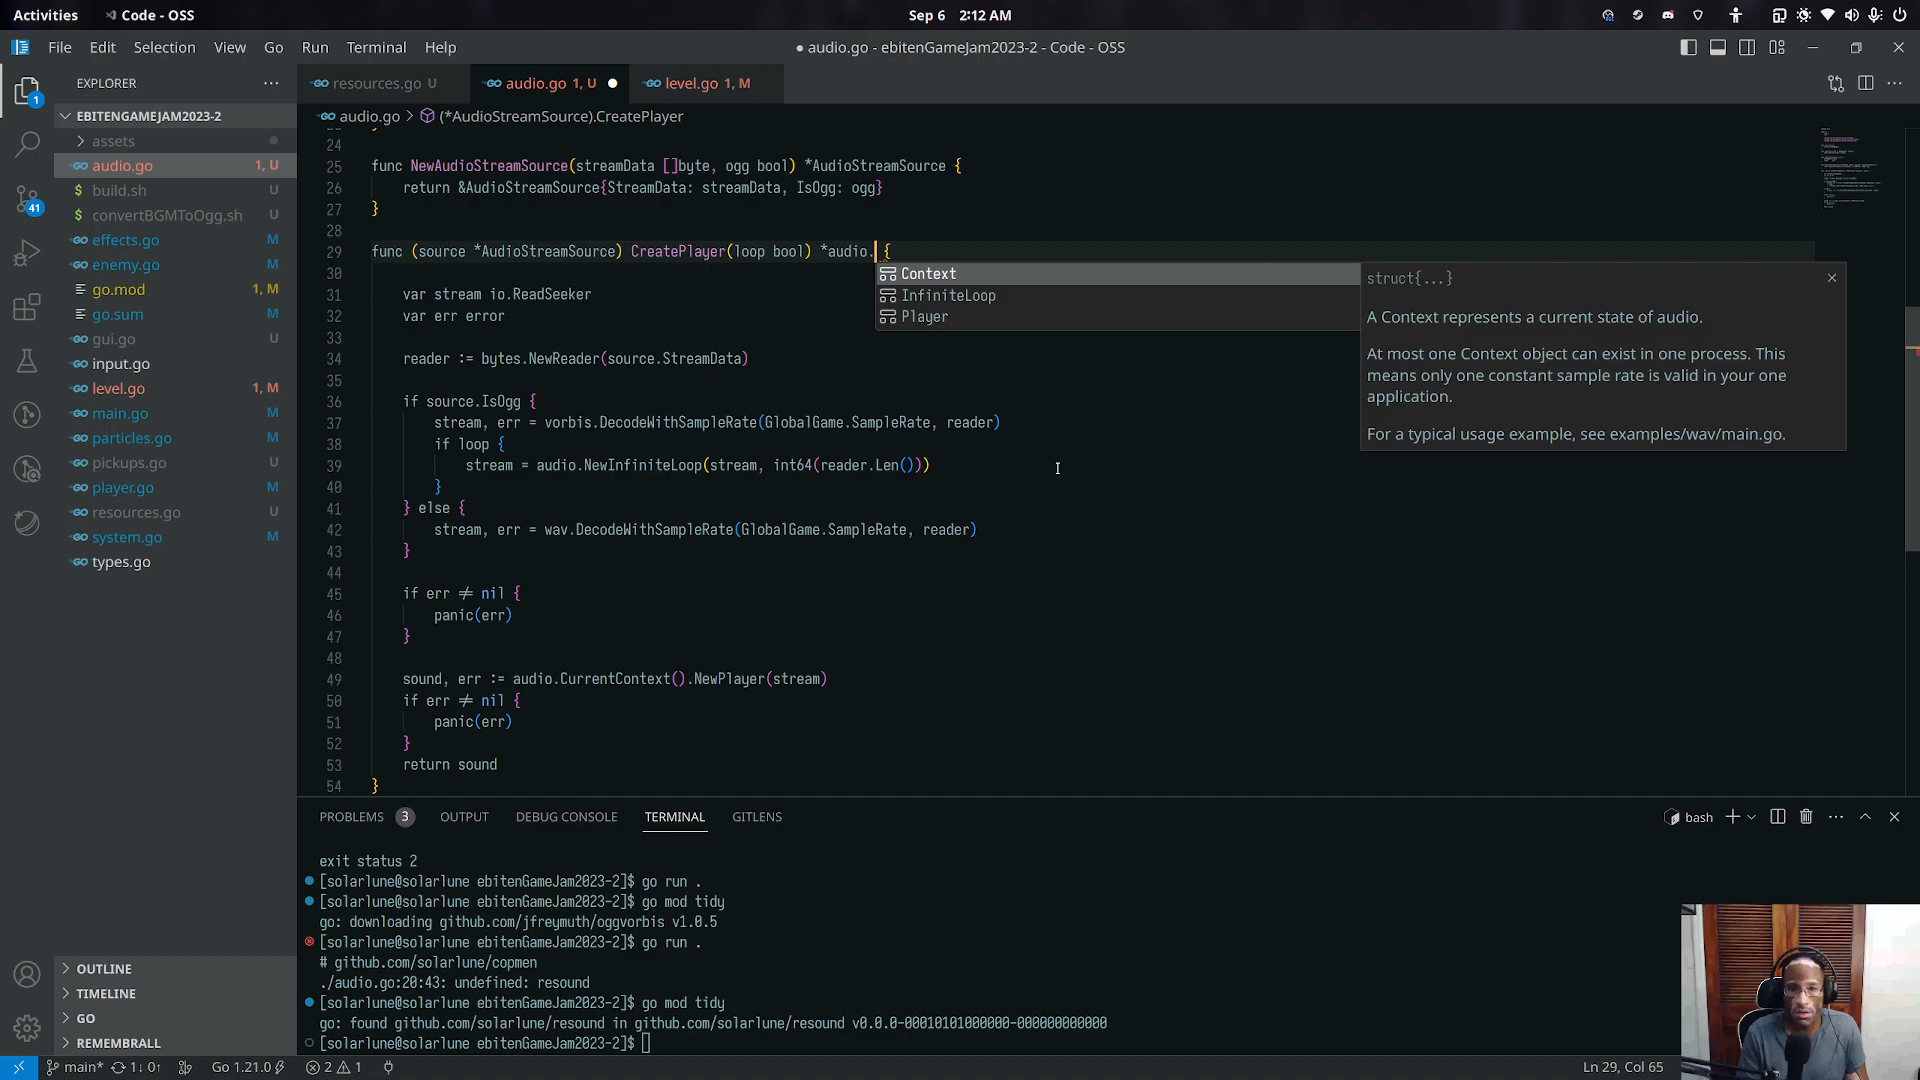 Activities
Code - OSS
Sep 6 2:12 AM
File Edit Selection View Go Run Terminal Help
● audio.go - ebitenGameJam2023-2 - Code - OSS
EXPLORER
resources.go U
audio.go 1, U
level.go 1, M
EBITENGAMEJAM2023-2
assets
audio.go 1, U
build.sh U
convertBGMToOgg.sh U
effects.go M
enemy.go M
go.mod 1, M
go.sum M
gui.go U
input.go
level.go 1, M
main.go M
particles.go M
pickups.go U
player.go M
resources.go U
system.go M
types.go
OUTLINE
TIMELINE
GO
REMEMBRALL
1
41
audio.go > (*AudioStreamSource).CreatePlayer
24
25 func NewAudioStreamSource(streamData []byte, ogg bool) *AudioStreamSource {
26 return &AudioStreamSource{StreamData: streamData, IsOgg: ogg}
27 }
28
29 func (source *AudioStreamSource) CreatePlayer(loop bool) *audio. {
30
31 var stream io.ReadSeeker
32 var err error
33
34 reader := bytes.NewReader(source.StreamData)
35
36 if source.IsOgg {
37 stream, err = vorbis.DecodeWithSampleRate(GlobalGame.SampleRate, reader)
38 if loop {
39 stream = audio.NewInfiniteLoop(stream, int64(reader.Len()))
40 }
41 } else {
42 stream, err = wav.DecodeWithSampleRate(GlobalGame.SampleRate, reader)
43 }
44
45 if err ≠ nil {
46 panic(err)
47 }
48
49 sound, err := audio.CurrentContext().NewPlayer(stream)
50 if err ≠ nil {
51 panic(err)
52 }
53 return sound
54 }
Context
InfiniteLoop
Player
struct{...}
A Context represents a current state of audio.
At most one Context object can exist in one process. This
means only one constant sample rate is valid in your one
application.
For a typical usage example, see examples/wav/main.go.
PROBLEMS 3 OUTPUT DEBUG CONSOLE TERMINAL GITLENS
bash
exit status 2
[solarlune@solarlune ebitenGameJam2023-2]$ go run .
[solarlune@solarlune ebitenGameJam2023-2]$ go mod tidy
go: downloading github.com/jfreymuth/oggvorbis v1.0.5
[solarlune@solarlune ebitenGameJam2023-2]$ go run .
# github.com/solarlune/copmen
./audio.go:20:43: undefined: resound
[solarlune@solarlune ebitenGameJam2023-2]$ go mod tidy
go: found github.com/solarlune/resound in github.com/solarlune/resound v0.0.0-00010101000000-000000000000
[solarlune@solarlune ebitenGameJam2023-2]$
main* 1↓ 0↑ Go 1.21.0 2 1
Ln 29, Col 65